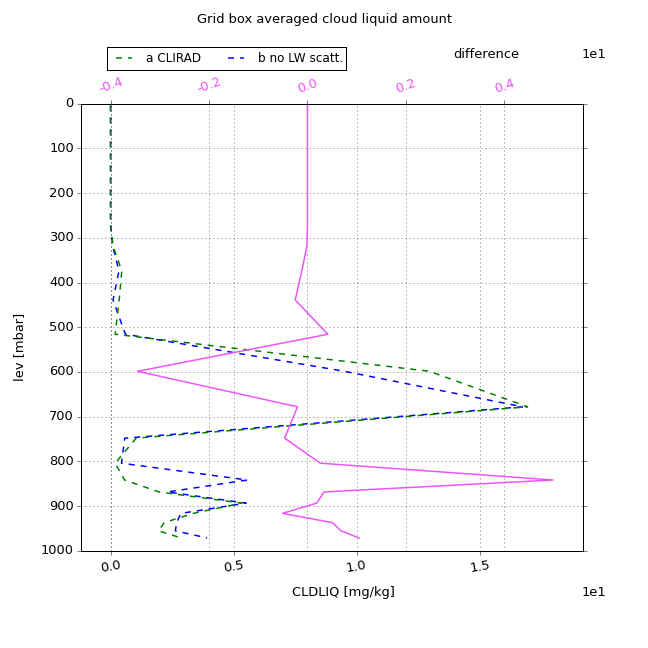 Grid box averaged cloud liquid amount
a CLIRAD b no LW scatt. difference 1e1
-0.4 -0.2 0.0 0.2 0.4
0
100
200
300
400
500
600
700
800
900
1000
lev [mbar]
0.0 0.5 1.0 1.5
CLDLIQ [mg/kg] 1e1